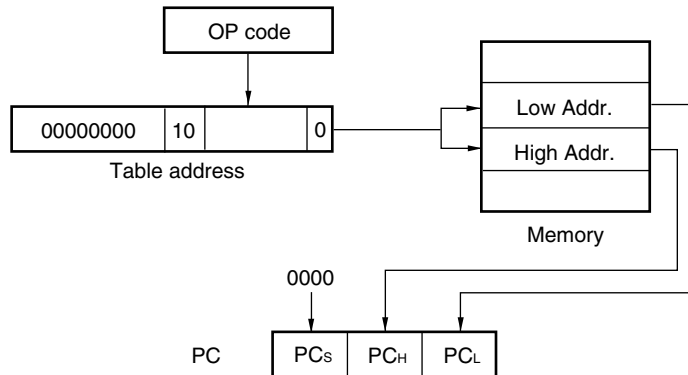 OP code
00000000 10 0
Table address
Low Addr.
High Addr.
Memory
0000
PC PCS PCH PCL